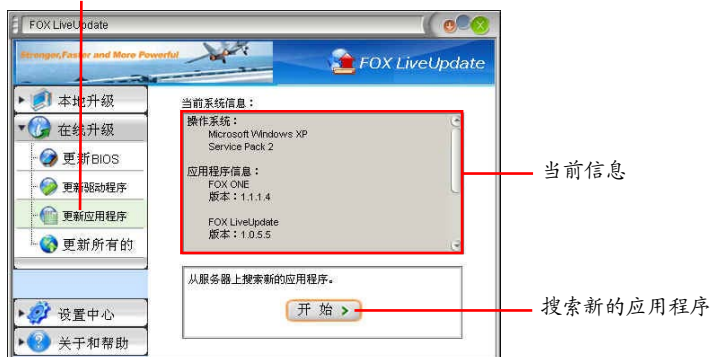 FOX LiveUpdate
Stronger,Faster and More Powerful
FOX LiveUpdate
本地升级
在线升级
更新BIOS
更新驱动程序
更新应用程序
更新所有的
设置中心
关于和帮助
当前系统信息：
操作系统：
Microsoft Windows XP
Service Pack 2
应用程序信息：
FOX ONE
版本：1.1.1.4
FOX LiveUpdate
版本：1.0.5.5
从服务器上搜索新的应用程序。
开 始
当前信息
搜索新的应用程序